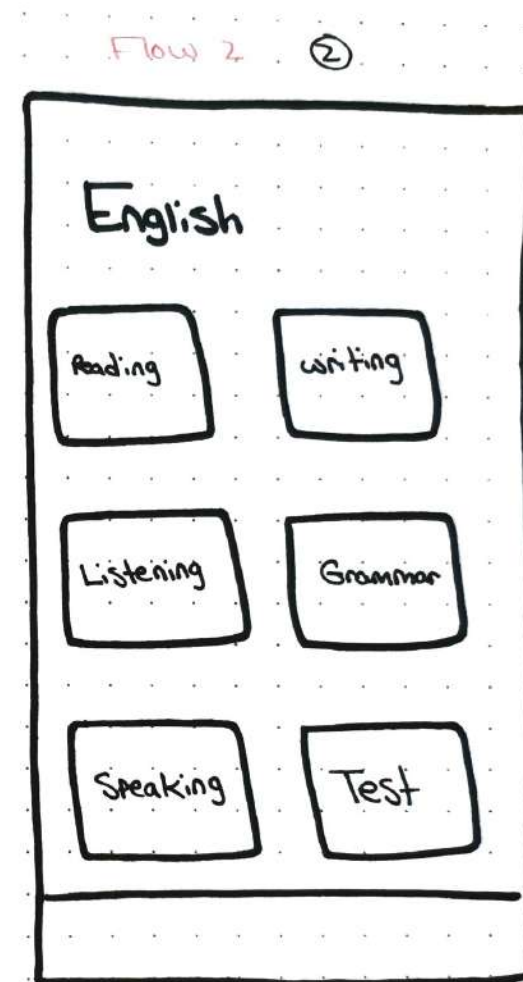 Flow 2 ②
English
Reading writing
Listening Grammar
Speaking Test